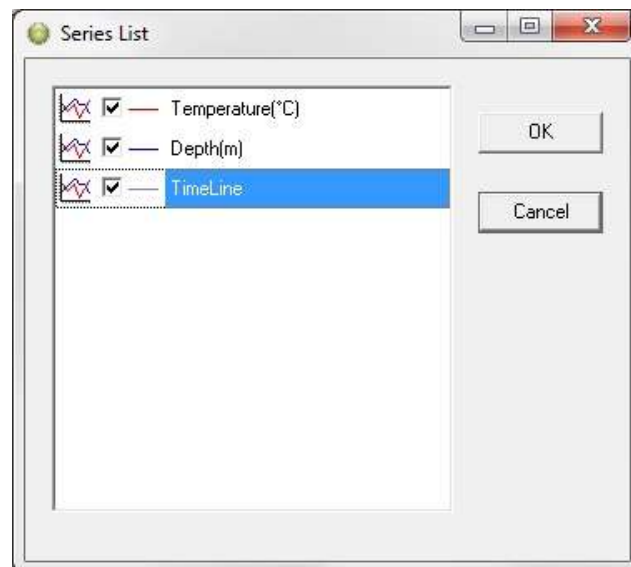 Series List
Temperature(°C)
Depth(m)
TimeLine
OK
Cancel